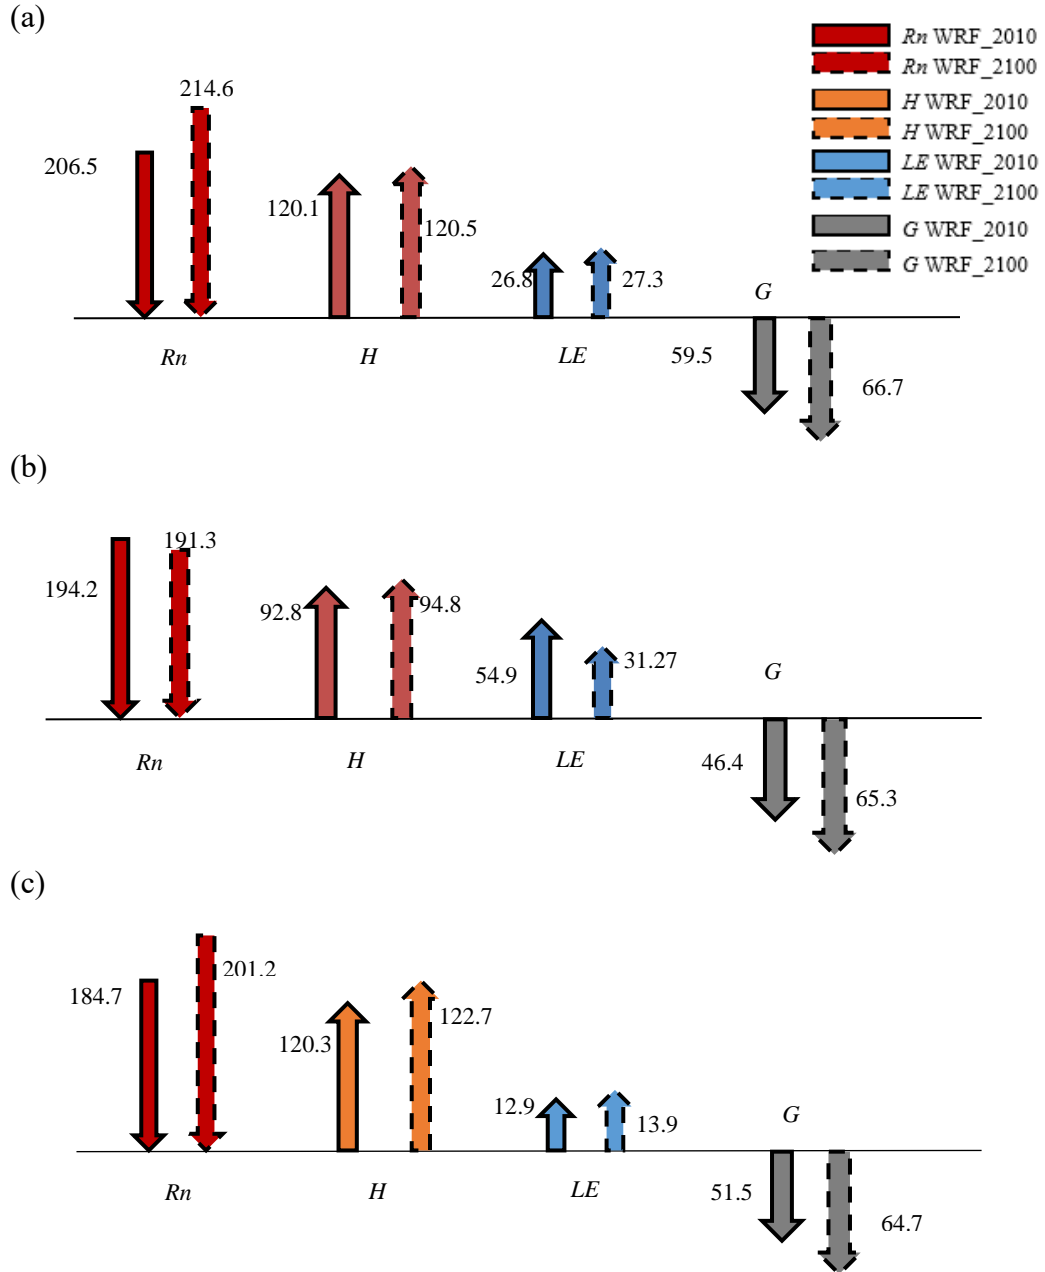 (a)
Rn WRF_2010
Rn WRF_2100
H WRF_2010
H WRF_2100
LE WRF_2010
LE WRF_2100
G WRF_2010
G WRF_2100
214.6
206.5
120.1
120.5
26.8
27.3
G
Rn
H
LE
59.5
66.7
(b)
191.3
194.2
92.8
94.8
54.9
31.27
G
Rn
H
LE
46.4
65.3
(c)
201.2
184.7
120.3
122.7
12.9
13.9
G
Rn
H
LE
51.5
64.7